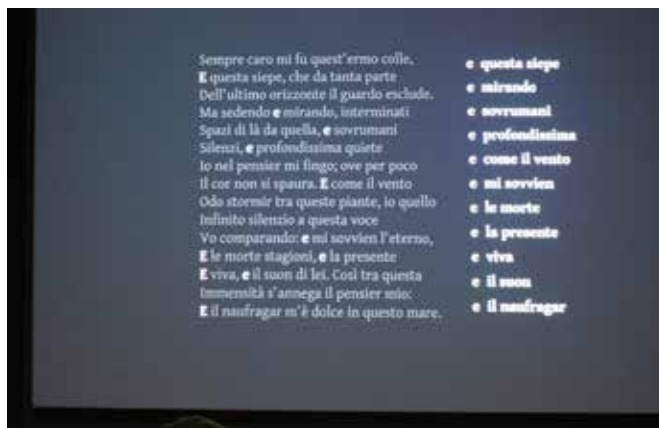 Sempre caro mi fu quest'ermo colle,
E questa siepe, che da tanta parte
Dell'ultimo orizzonte il guardo esclude.
Ma sedendo e mirando, interminati
Spazi di là da quella, e sovrumani
Silenzi, e profondissima quiete
Io nel pensier mi fingo; ove per poco
Il cor non si spaura. E come il vento
Odo stormir tra queste piante, io quello
Infinito silenzio a questa voce
Vo comparando: e mi sovvien l'eterno,
E le morte stagioni, e la presente
E viva, e il suon di lei. Così tra questa
Immensità s'annega il pensier mio:
E il naufragar m'è dolce in questo mare.
e questa siepe
e mirando
e sovrumani
e profondissima
e come il vento
e mi sovvien
e le morte
e la presente
e viva
e il suon
e il naufragar